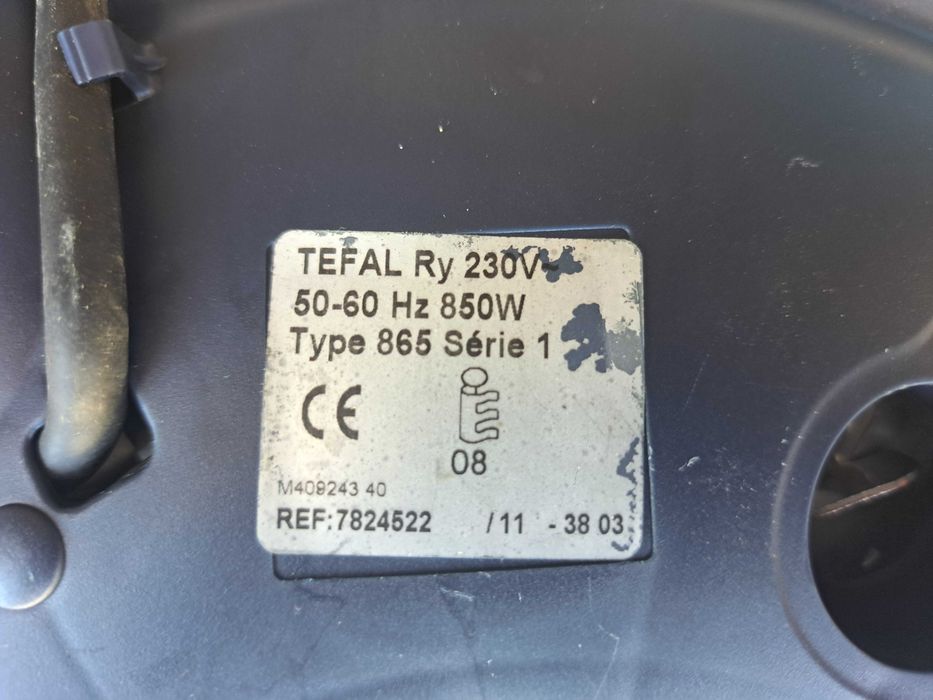 TEFAL Ry 230V~
50-60 Hz 850W
Type 865 Série 1
CE
08
M409243 40
REF:7824522 /11 - 38 03